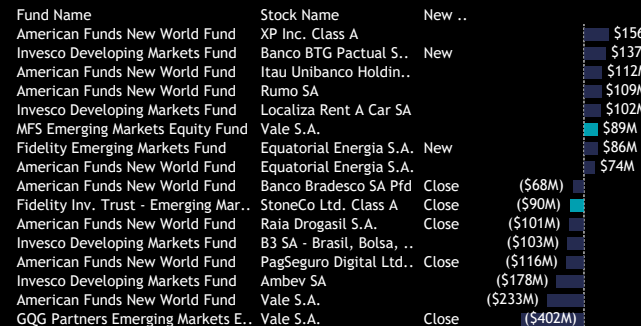 Fund Name Stock Name New ..
American Funds New World Fund XP Inc. Class A $156
Invesco Developing Markets Fund Banco BTG Pactual S.. New $137
American Funds New World Fund Itau Unibanco Holdin.. $112M
American Funds New World Fund Rumo SA $109M
Invesco Developing Markets Fund Localiza Rent A Car SA $102M
MFS Emerging Markets Equity Fund Vale S.A. $89M
Fidelity Emerging Markets Fund Equatorial Energia S.A. New $86M
American Funds New World Fund Equatorial Energia S.A. $74M
American Funds New World Fund Banco Bradesco SA Pfd Close ($68M)
Fidelity Inv. Trust - Emerging Mar.. StoneCo Ltd. Class A Close ($90M)
American Funds New World Fund Raia Drogasil S.A. Close ($101M)
Invesco Developing Markets Fund B3 SA - Brasil, Bolsa, .. ($103M)
American Funds New World Fund PagSeguro Digital Ltd.. Close ($116M)
Invesco Developing Markets Fund Ambev SA ($178M)
American Funds New World Fund Vale S.A. ($233M)
GQG Partners Emerging Markets E.. Vale S.A. Close ($402M)